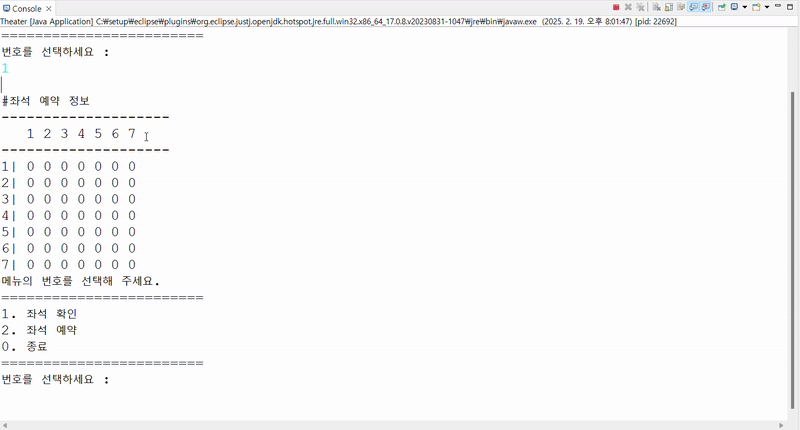 Console
Theater [Java Application] C:₩setup₩eclipse₩plugins₩org.eclipse.justj.openjdk.hotspot.jre.full.win32.x86_64_17.0.8.v20230831-1047₩jre₩bin₩javaw.exe (2025. 2. 19. 오후 8:01:47) [pid: 22692]
========================
번호를 선택하세요 :
1
#좌석 예약 정보
--------------------
1 2 3 4 5 6 7
--------------------
1| 0 0 0 0 0 0 0
2| 0 0 0 0 0 0 0
3| 0 0 0 0 0 0 0
4| 0 0 0 0 0 0 0
5| 0 0 0 0 0 0 0
6| 0 0 0 0 0 0 0
7| 0 0 0 0 0 0 0
메뉴의 번호를 선택해 주세요.
========================
1. 좌석 확인
2. 좌석 예약
0. 종료
========================
번호를 선택하세요 :